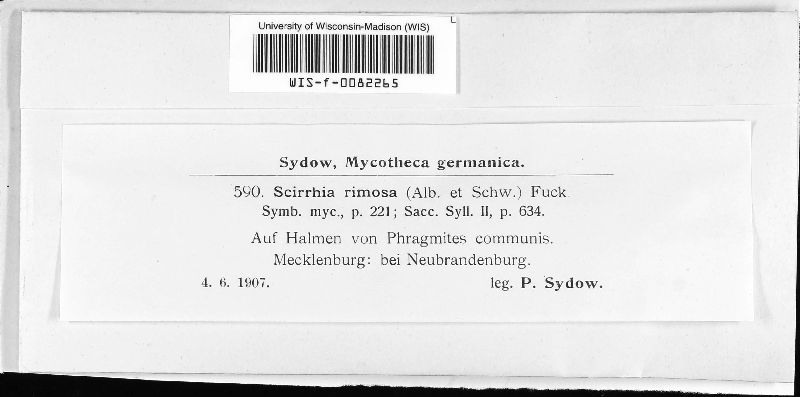 University of Wisconsin-Madison (WIS)
WIS-f-0082265
Sydow, Mycotheca germanica.
590. Scirrhia rimosa (Alb. et Schw.) Fuck
Symb. myc., p. 221; Sacc. Syll. II, p. 634.
Auf Halmen von Phragmites communis.
Mecklenburg: bei Neubrandenburg.
4. 6. 1907. leg. P. Sydow.